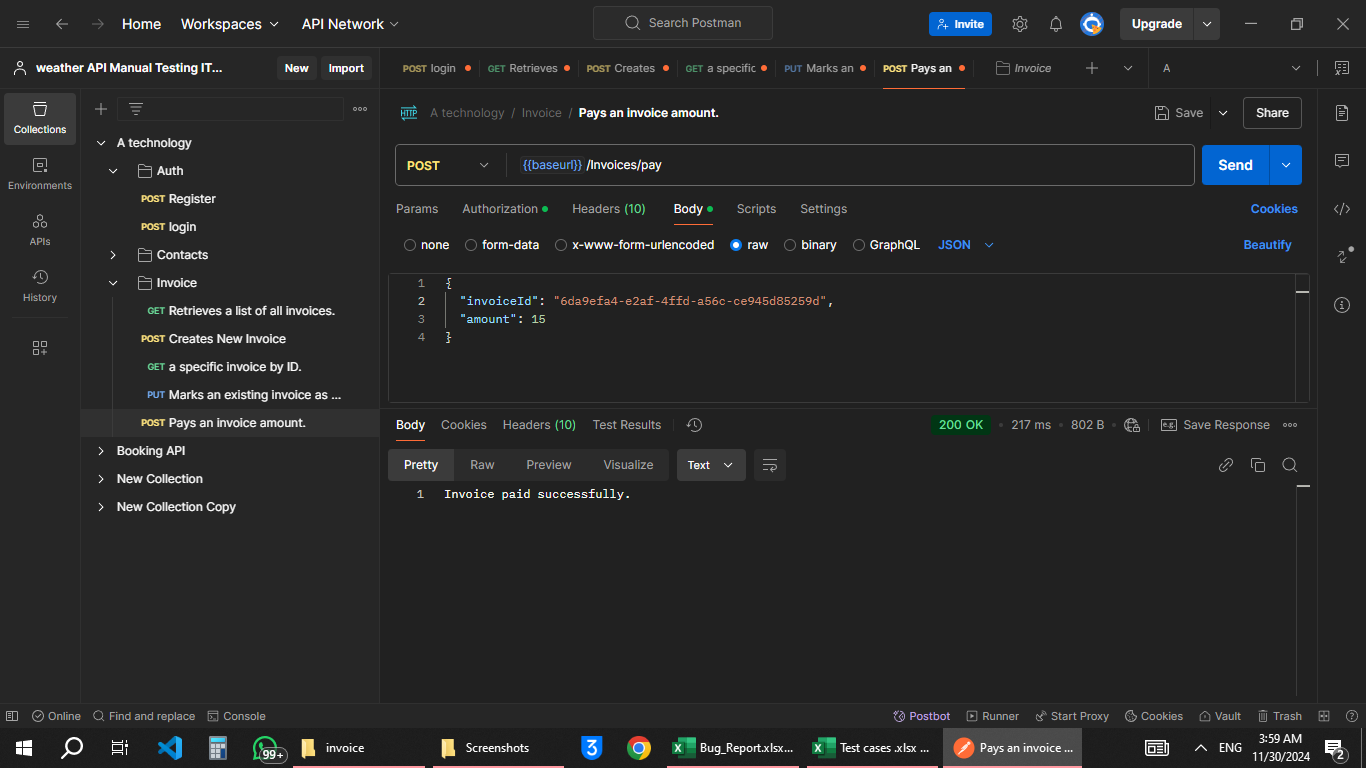 Home
Workspaces
API Network
Search Postman
Invite
Upgrade
weather API Manual Testing IT...
New
Import
POST login
GET Retrieves
POST Creates
GET a specific
PUT Marks an
POST Pays an
Invoice
A
Collections
Environments
APIs
History
A technology
Auth
POST Register
POST login
Contacts
Invoice
GET Retrieves a list of all invoices.
POST Creates New Invoice
GET a specific invoice by ID.
PUT Marks an existing invoice as ...
POST Pays an invoice amount.
Booking API
New Collection
New Collection Copy
HTTP A technology / Invoice / Pays an invoice amount.
Save
Share
POST
{{baseurl}} /Invoices/pay
Send
Params
Authorization
Headers (10)
Body
Scripts
Settings
Cookies
none
form-data
x-www-form-urlencoded
raw
binary
GraphQL
JSON
Beautify
1 {
2 "invoiceId": "6da9efa4-e2af-4ffd-a56c-ce945d85259d",
3 "amount": 15
4 }
Body
Cookies
Headers (10)
Test Results
200 OK
217 ms
802 B
e.g. Save Response
Pretty
Raw
Preview
Visualize
Text
1 Invoice paid successfully.
Online
Find and replace
Console
Postbot
Runner
Start Proxy
Cookies
Vault
Trash
99+
invoice
Screenshots
3
Bug_Report.xlsx...
Test cases .xlsx ...
Pays an invoice ...
ENG
3:59 AM
11/30/2024
2